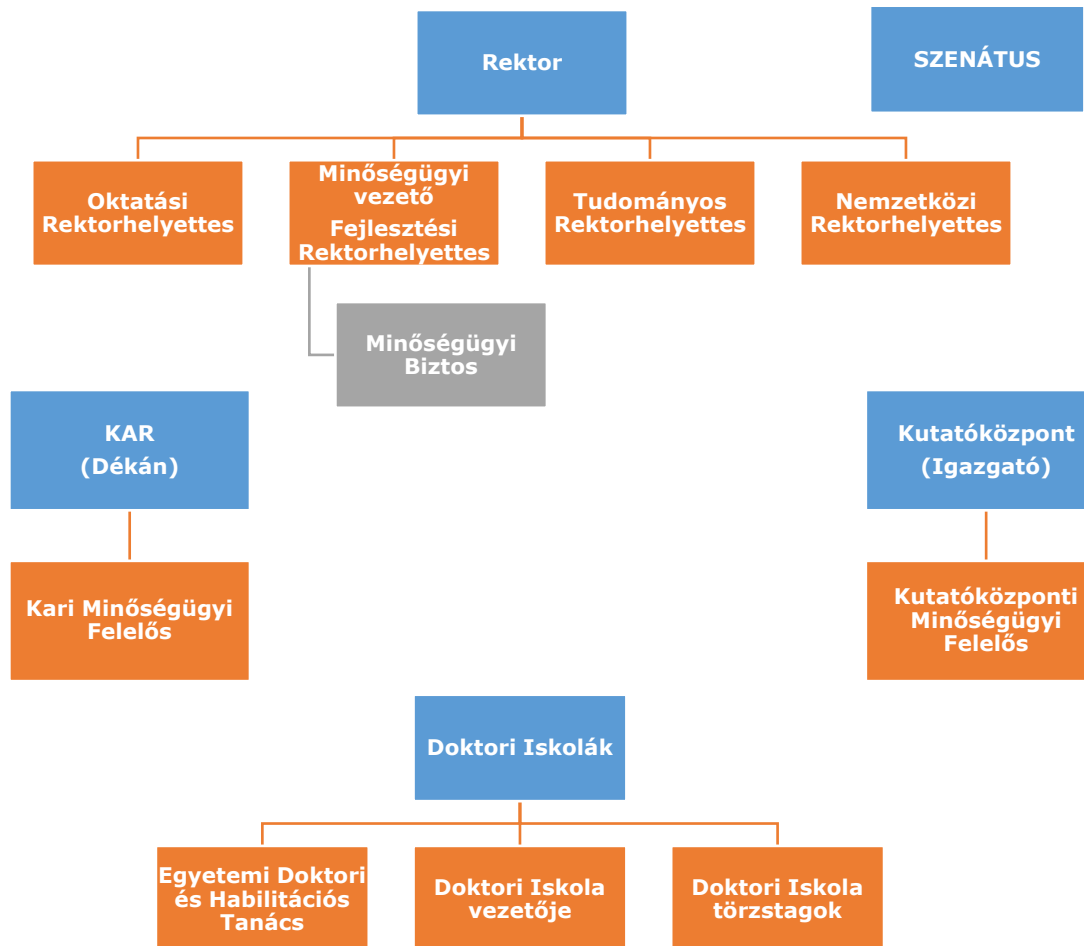 Rektor
SZENÁTUS
Oktatási
Rektorhelyettes
Minőségügyi
vezető
Fejlesztési
Rektorhelyettes
Tudományos
Rektorhelyettes
Nemzetközi
Rektorhelyettes
Minőségügyi
Biztos
KAR
(Dékán)
Kutatóközpont
(Igazgató)
Kari Minőségügyi
Felelős
Kutatóközponti
Minőségügyi
Felelős
Doktori Iskolák
Egyetemi Doktori
és Habilitációs
Tanács
Doktori Iskola
vezetője
Doktori Iskola
törzstagok